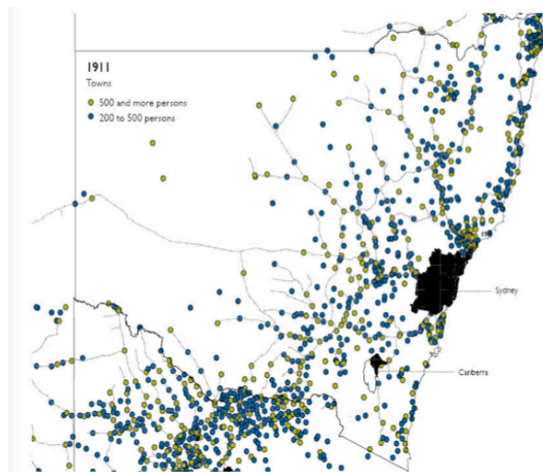 1911
Towns
500 and more persons
200 to 500 persons
Sydney
Canberra